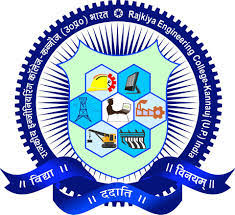 राजकीय इंजीनियरिंग कॉलेज-कन्नौज (उ०प्र०) भारत
Rajkiya Engineering College-Kannauj (U.P.) India
विद्या ददाति विनयम्